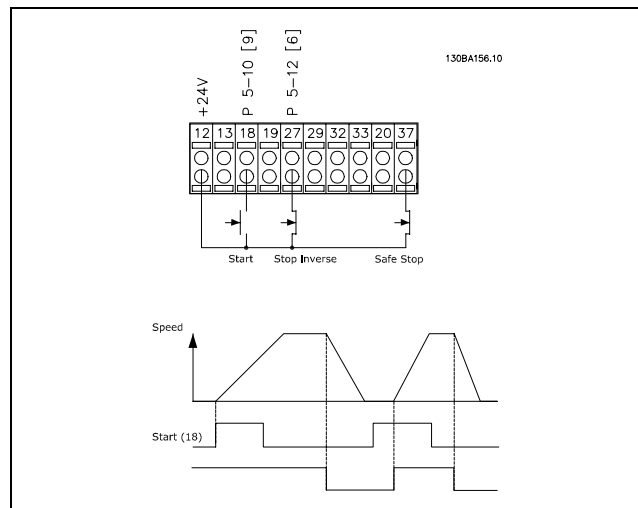 P 5-10 [9]
P 5-12 [6]
+24V
130BA156.10
12 13 18 19 27 29 32 33 20 37
Start Stop Inverse Safe Stop
Speed
Start (18)